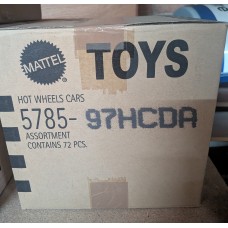 MATTEL
TOYS
HOT WHEELS CARS
5785-97HCDA
ASSORTMENT
CONTAINS 72 PCS.